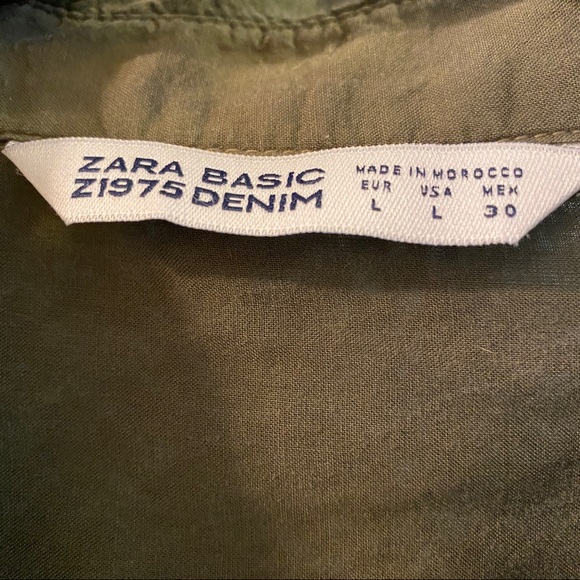 ZARA BASIC
Z1975 DENIM
MADE IN MOROCCO
EUR USA MEX
L L 30